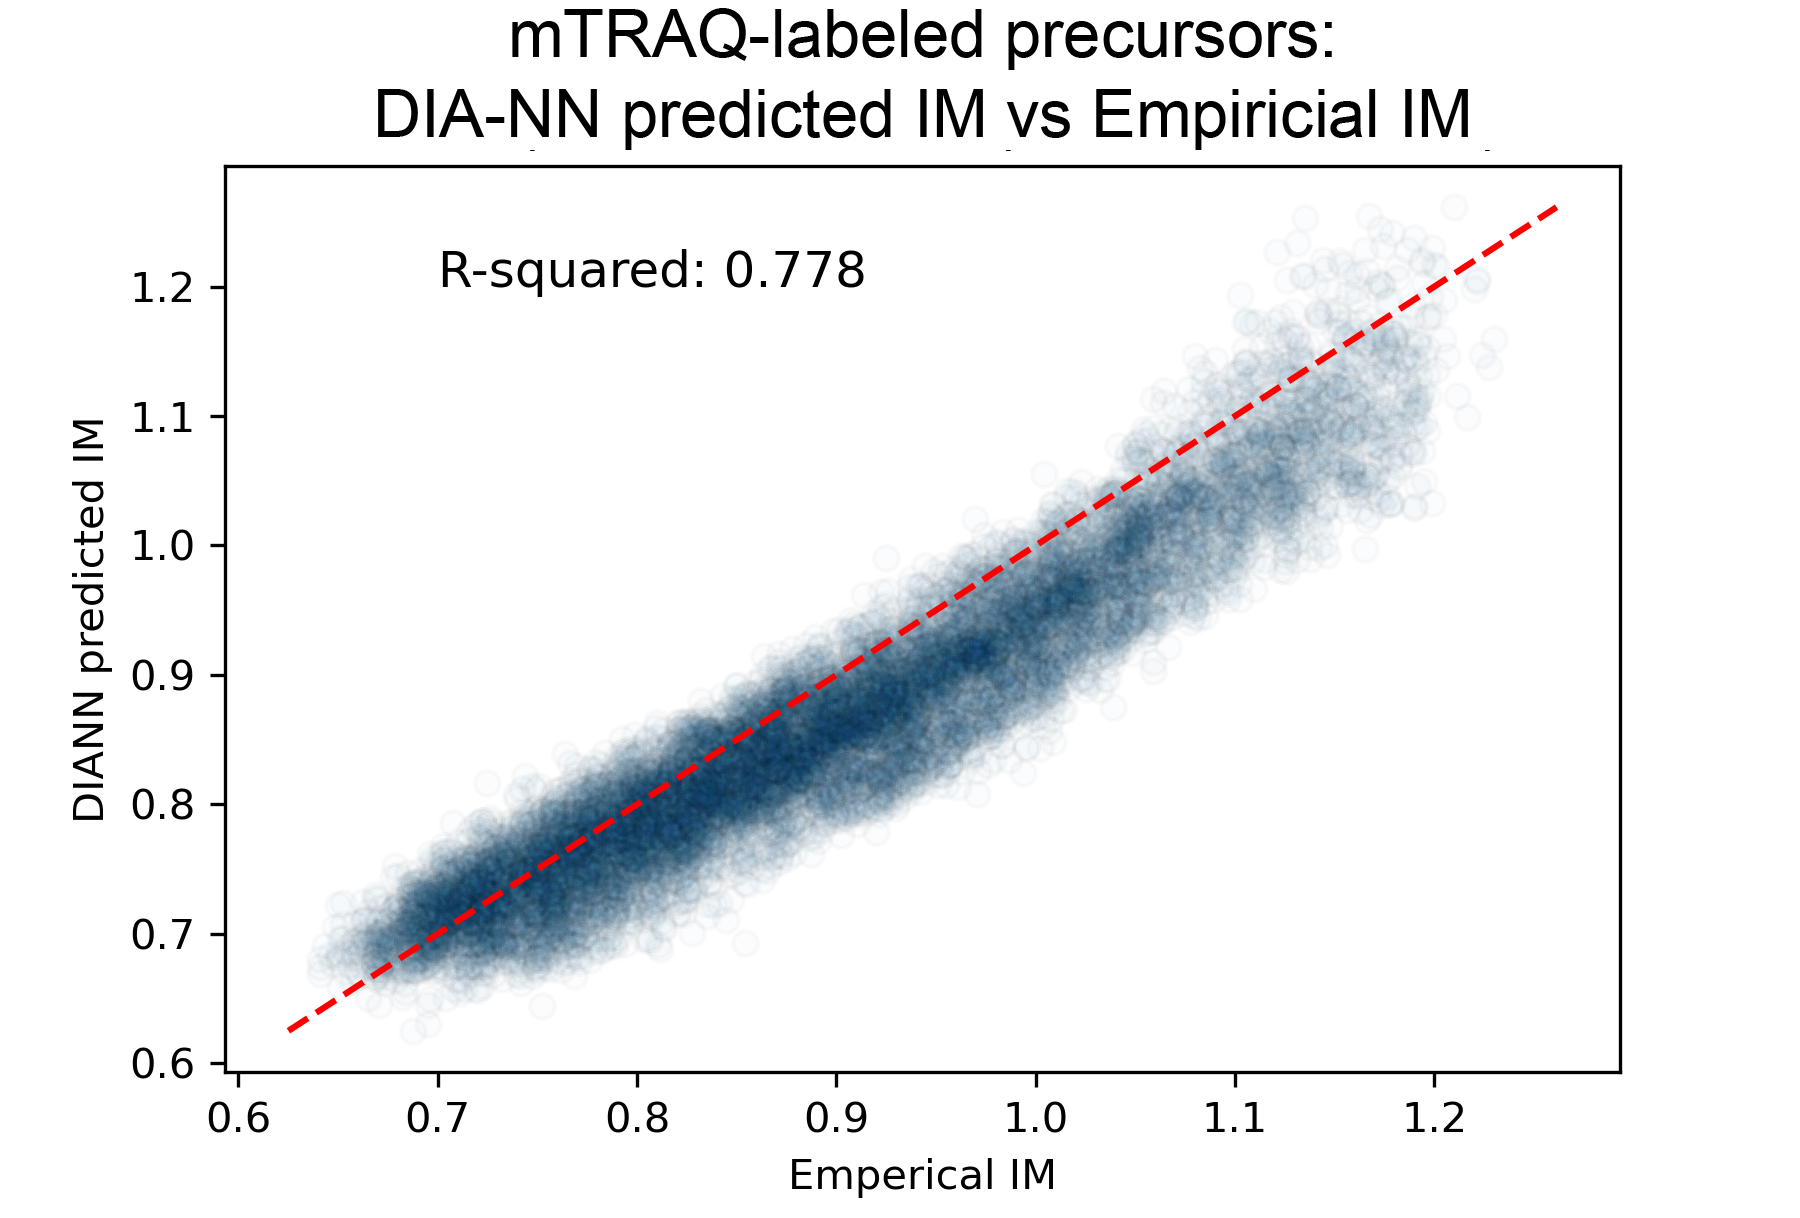 mTRAQ-labeled precursors:
DIA-NN predicted IM vs Empiricial IM
R-squared: 0.778
1.2
1.1
1.0
0.9
0.8
0.7
0.6
DIANN predicted IM
0.6 0.7 0.8 0.9 1.0 1.1 1.2
Emperical IM